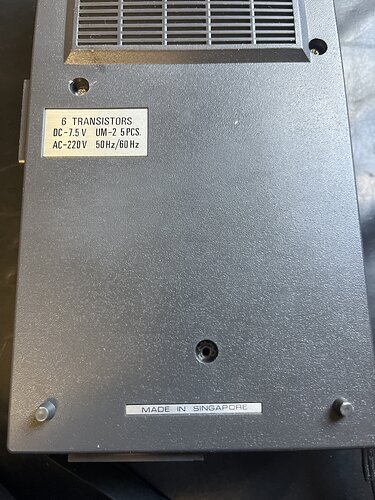 6 TRANSISTORS
DC-7.5V UM-2 5PCS.
AC-220V 50Hz/60Hz
MADE IN SINGAPORE